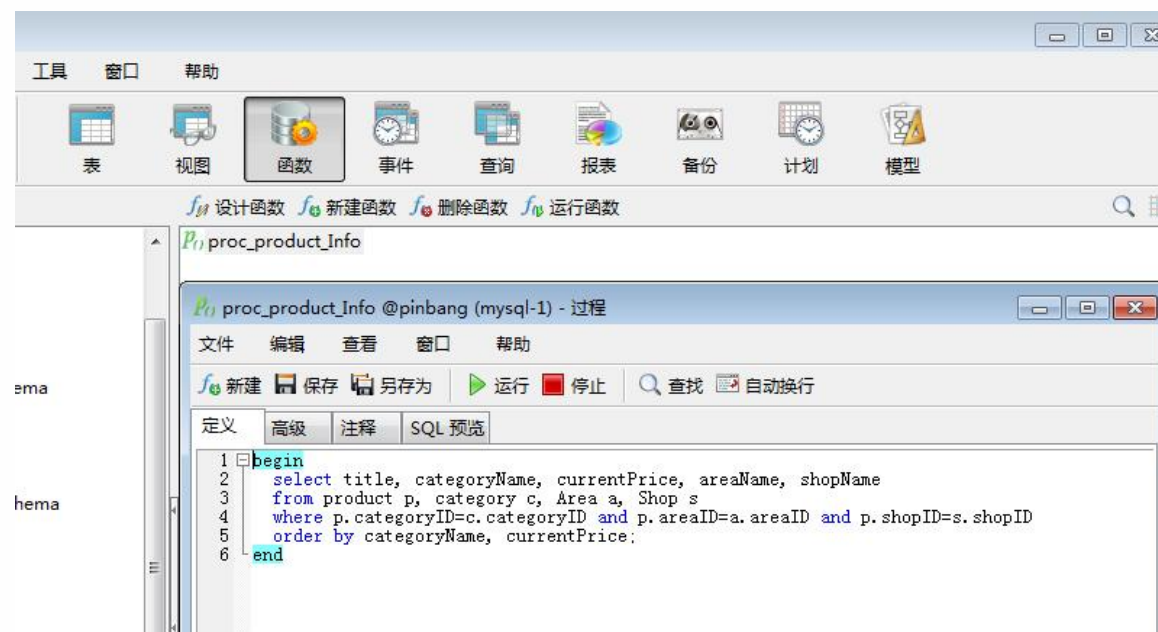 工具 窗口 帮助
表 视图 函数 事件 查询 报表 备份 计划 模型
设计函数 新建函数 删除函数 运行函数
proc_product_Info
proc_product_Info @pinbang (mysql-1) - 过程
文件 编辑 查看 窗口 帮助
新建 保存 另存为 运行 停止 查找 自动换行
ema
定义 高级 注释 SQL 预览
1 begin
2 select title, categoryName, currentPrice, areaName, shopName
3 from product p, category c, Area a, Shop s
hema
4 where p.categoryID=c.categoryID and p.areaID=a.areaID and p.shopID=s.shopID
5 order by categoryName, currentPrice;
6 end